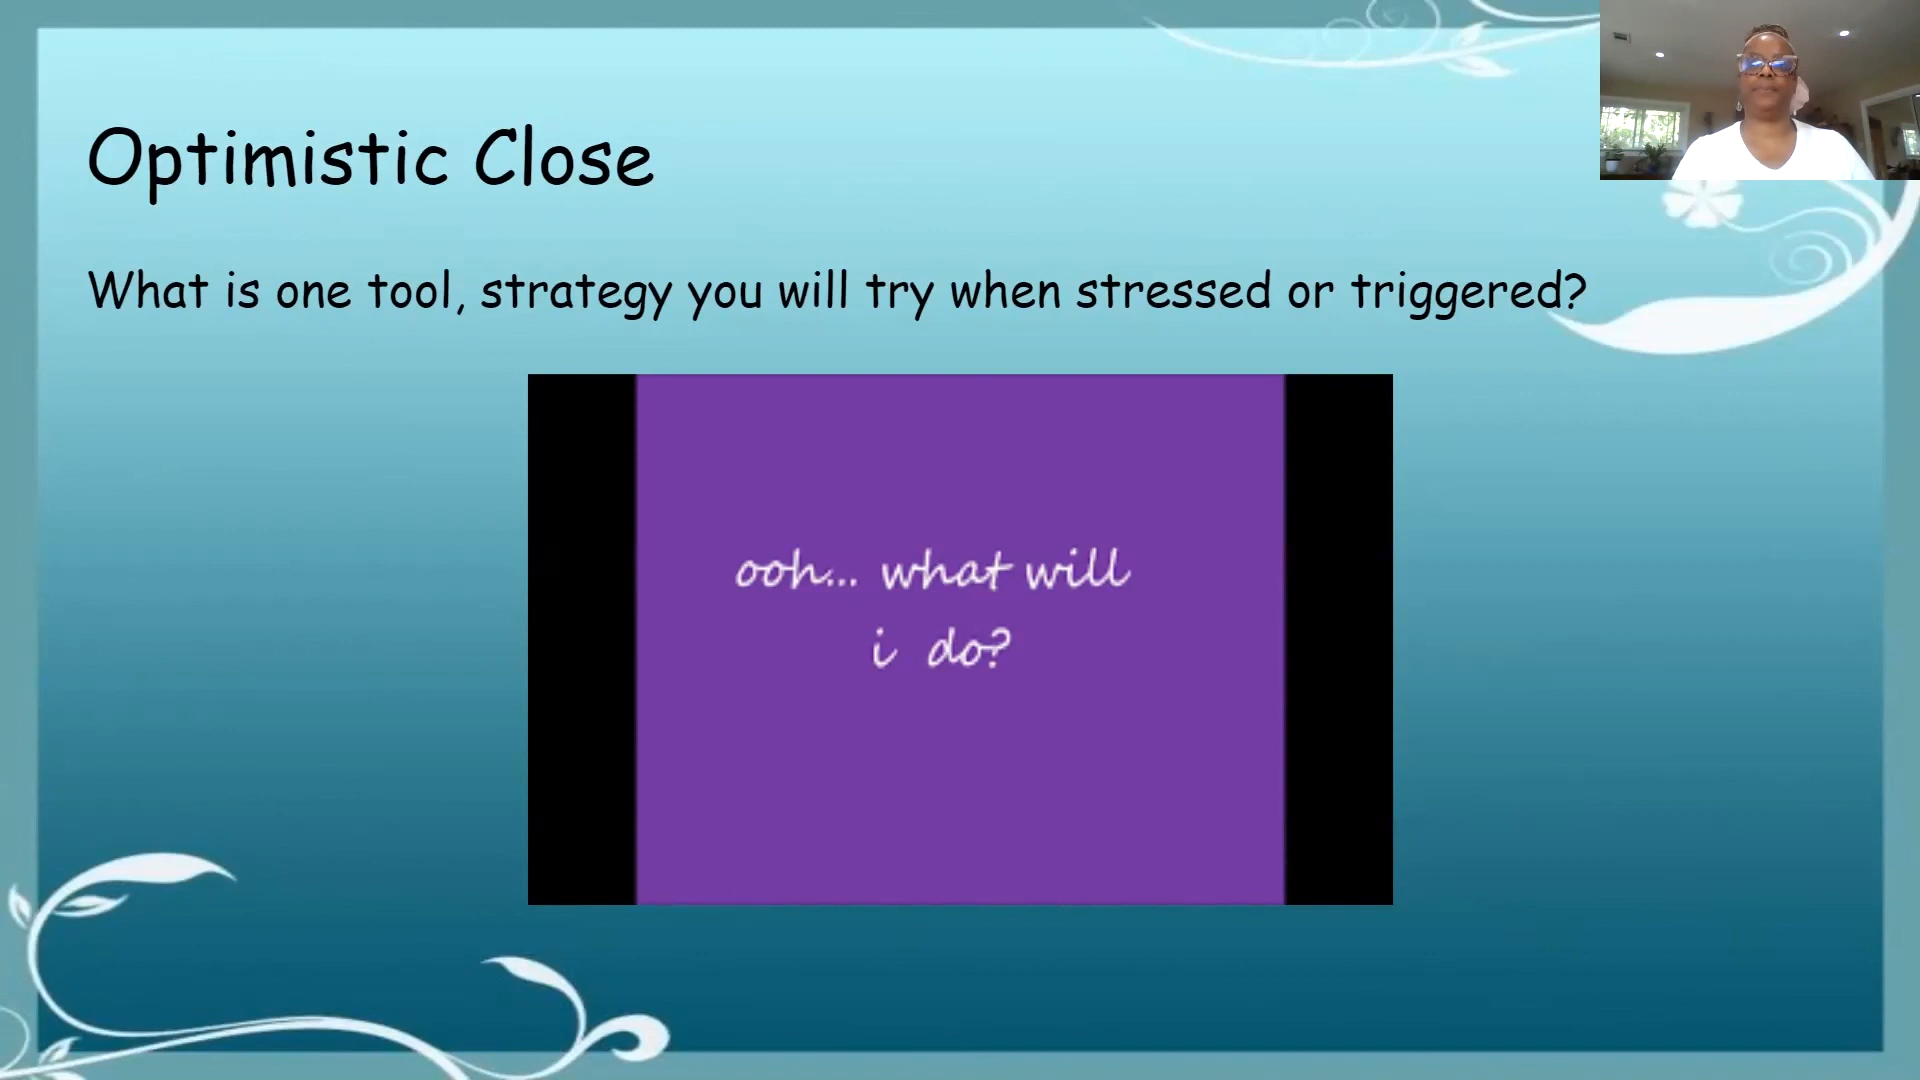 Optimistic Close
What is one tool, strategy you will try when stressed or triggered?
ooh... what will
i do?